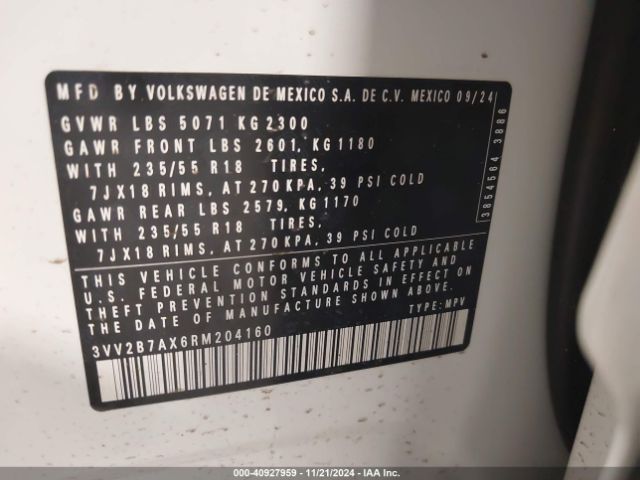 MFD BY VOLKSWAGEN DE MEXICO S.A. DE C.V. MEXICO 09/24
GVWR LBS 5071 KG 2300
GAWR FRONT LBS 2601, KG 1180
WITH 235/55 R18 TIRES,
7JX18 RIMS, AT 270 KPA, 39 PSI COLD
GAWR REAR LBS 2579, KG 1170
WITH 235/55 R18 TIRES,
7JX18 RIMS, AT 270 KPA, 39 PSI COLD
THIS VEHICLE CONFORMS TO ALL APPLICABLE
U.S. FEDERAL MOTOR VEHICLE SAFETY AND
THEFT PREVENTION STANDARDS IN EFFECT ON
THE DATE OF MANUFACTURE SHOWN ABOVE.
3VV2B7AX6RM204160 TYPE: MPV
3854564 3886
000-40927959 - 11/21/2024 - IAA Inc.